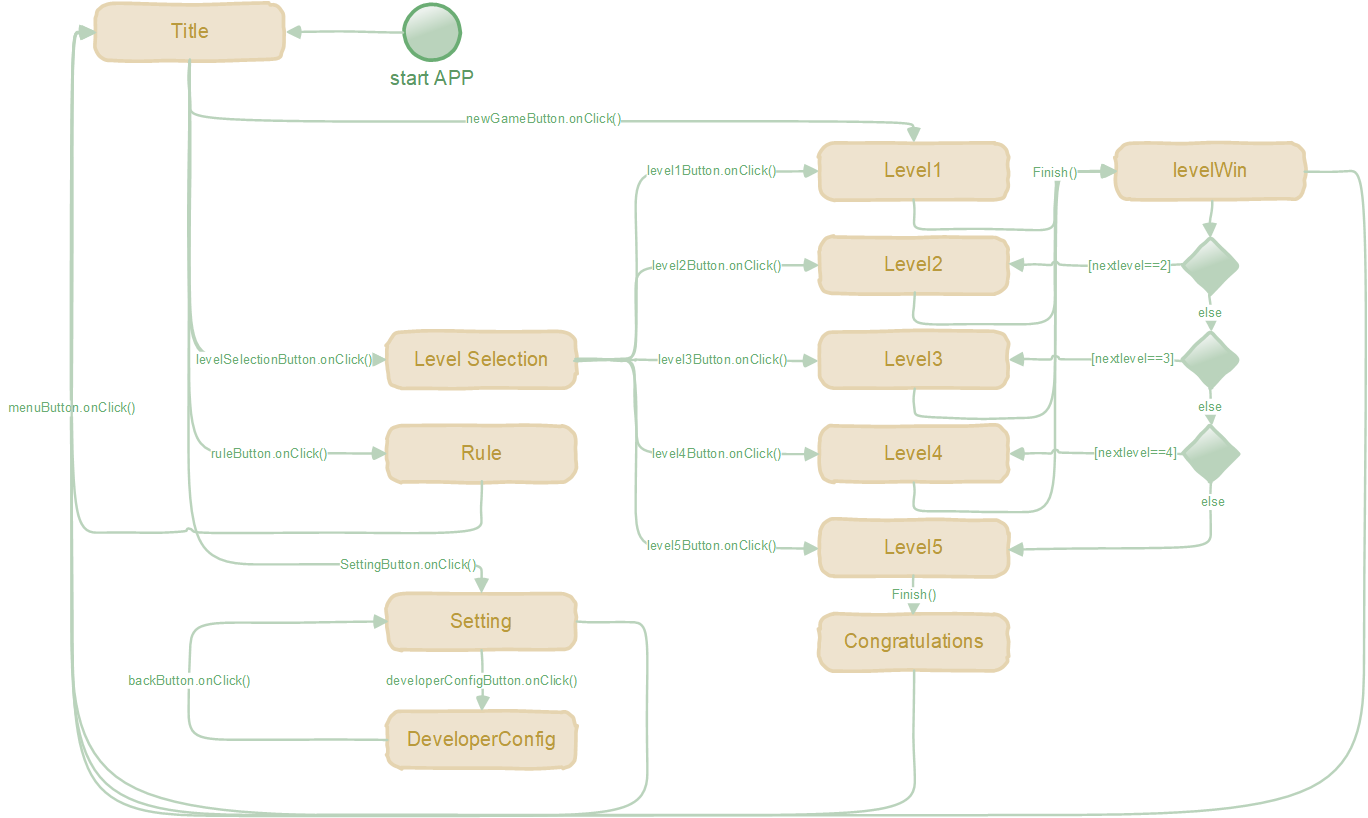 Title
start APP
newGameButton.onClick()
level1Button.onClick()
Level1
Finish()
levelWin
level2Button.onClick()
Level2
[nextlevel==2]
else
levelSelectionButton.onClick()
Level Selection
level3Button.onClick()
Level3
[nextlevel==3]
menuButton.onClick()
else
ruleButton.onClick()
Rule
level4Button.onClick()
Level4
[nextlevel==4]
else
level5Button.onClick()
Level5
SettingButton.onClick()
Finish()
Setting
Congratulations
backButton.onClick()
developerConfigButton.onClick()
DeveloperConfig